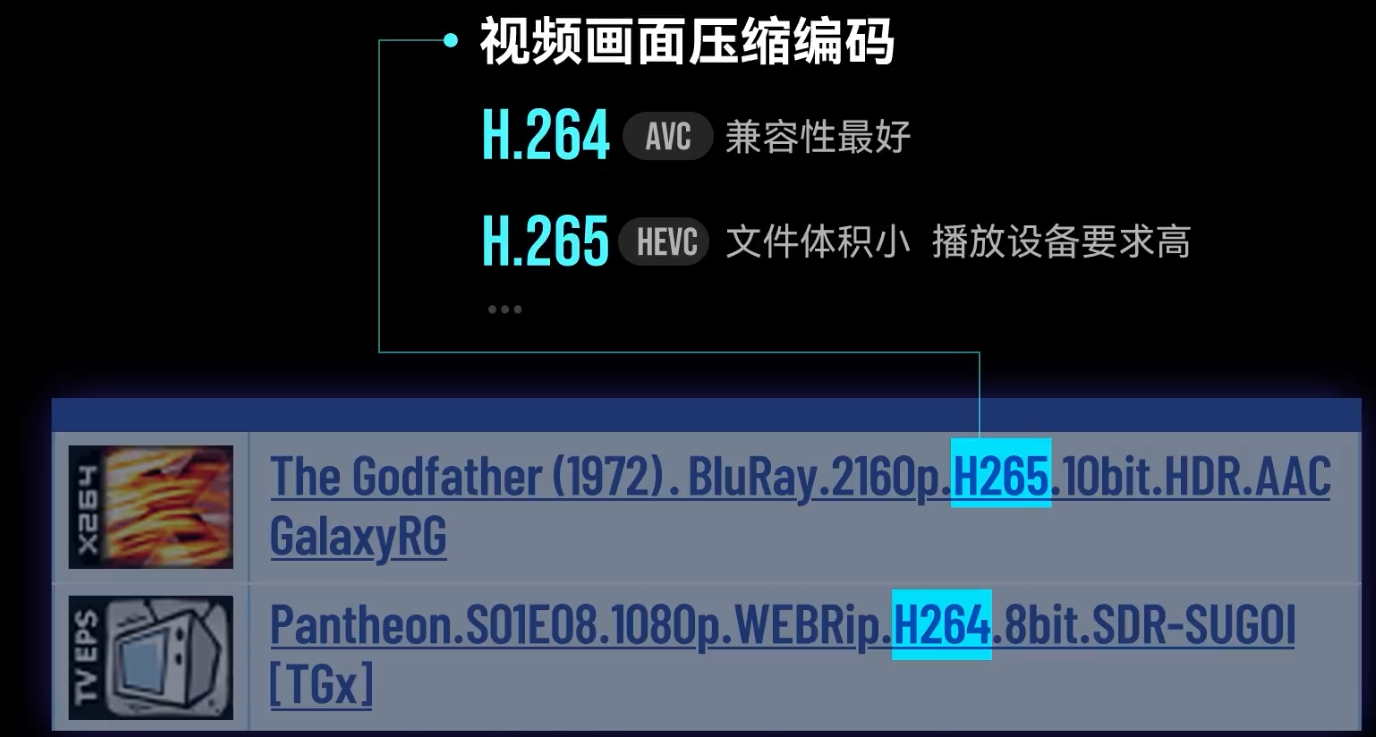 视频画面压缩编码
H.264 AVC 兼容性最好
H.265 HEVC 文件体积小 播放设备要求高
...
X264
The Godfather (1972). BluRay.2160p.H265.10bit.HDR.AAC
GalaxyRG
TV EPS
Pantheon.S01E08.1080p.WEBRip.H264.8bit.SDR-SUGOI
[TGx]